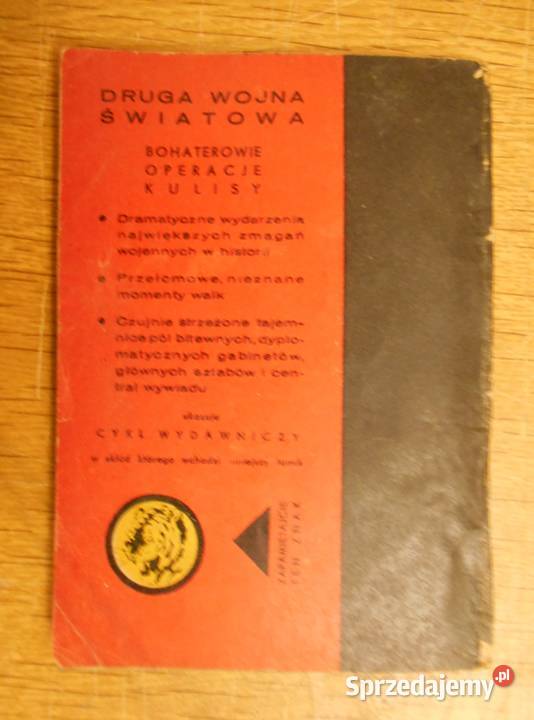 DRUGA WOJNA
ŚWIATOWA
BOHATEROWIE
OPERACJE
KULISY
• Dramatyczne wydarzenia
największych zmagań
wojennych w historii
• Przełomowe, nieznane
momenty walk
• Czujnie strzeżone tajem-
nice pól bitewnych, dyplo-
matycznych gabinetów,
głównych sztabów i cen-
tral wywiadu
ukazuje
CYKL WYDAWNICZY
w skład którego wchodzi niniejszy tomik
ZAPAMIĘTAJCIE
TEN ZNAK
Sprzedajemy.pl